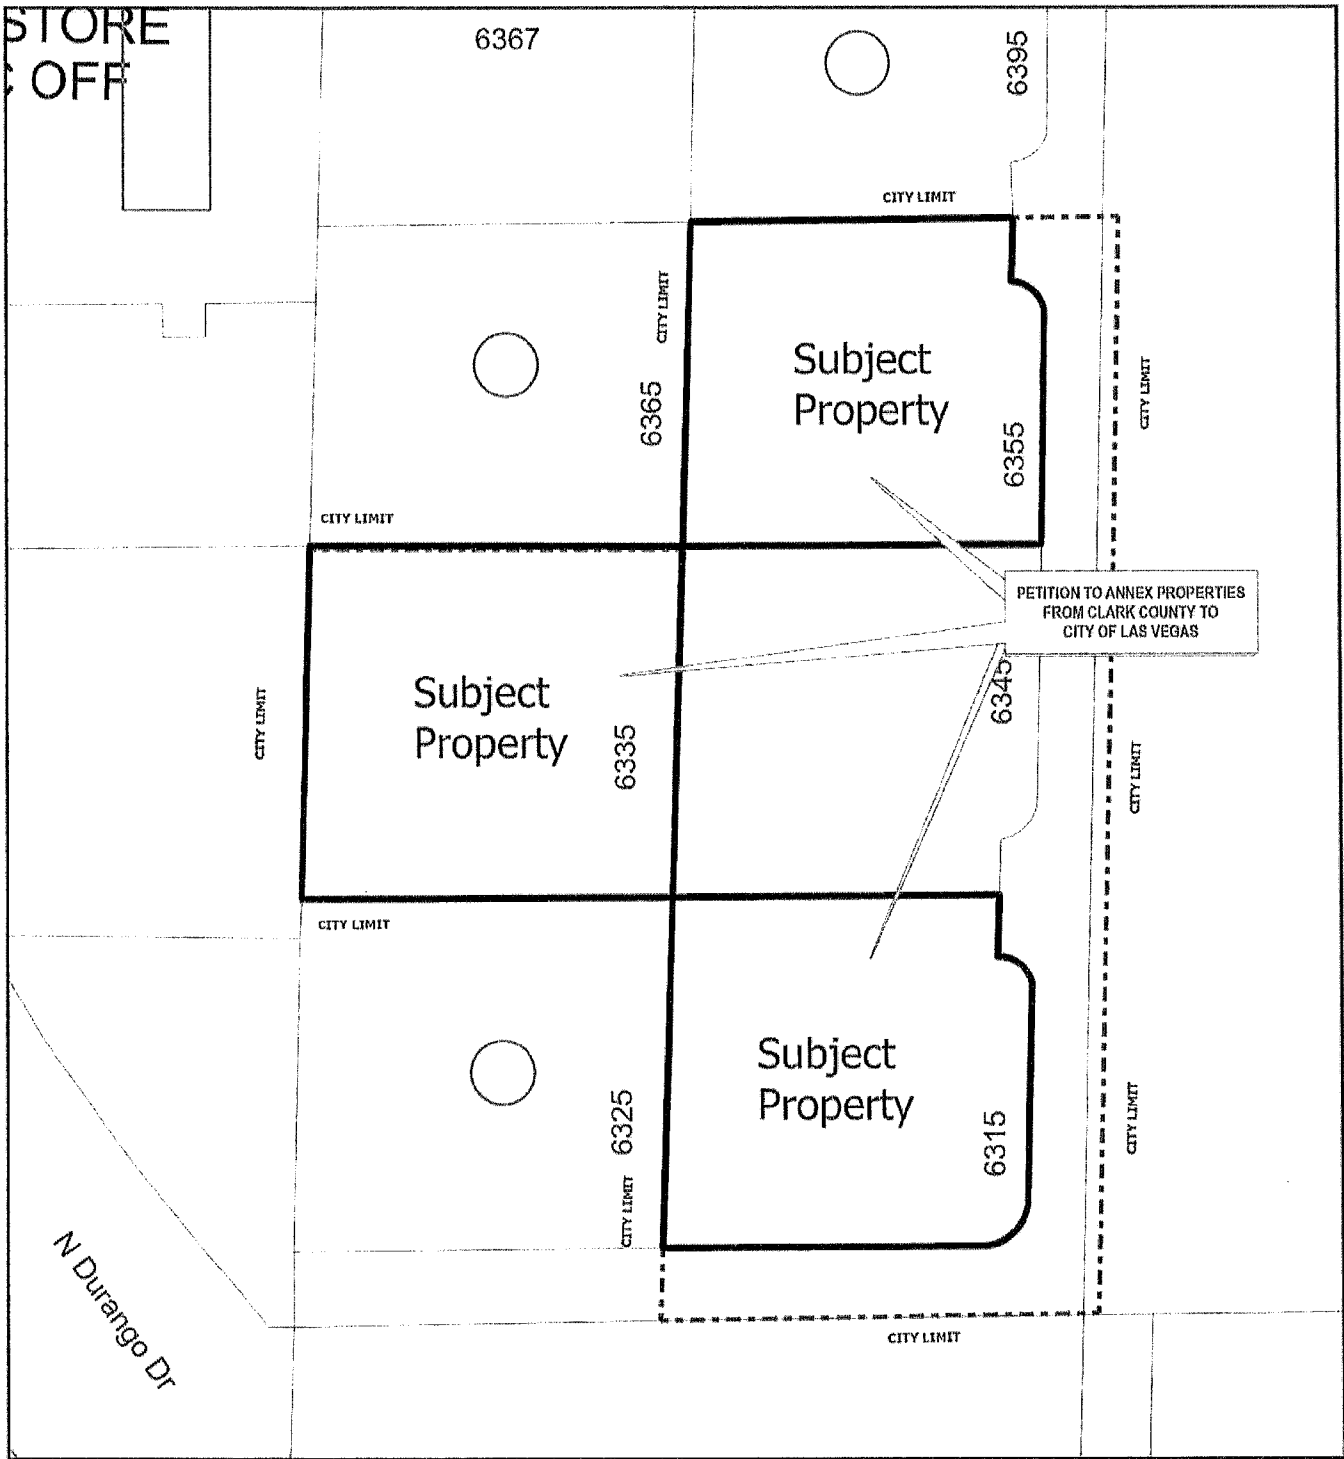 STORE
C OFF
6367
6395
CITY LIMIT
CITY LIMIT
Subject
Property
CITY LIMIT
6365
6355
CITY LIMIT
PETITION TO ANNEX PROPERTIES
FROM CLARK COUNTY TO
CITY OF LAS VEGAS
6345
Subject
Property
CITY LIMIT
6335
CITY LIMIT
CITY LIMIT
Subject
Property
6325
6315
CITY LIMIT
CITY LIMIT
N Durango Dr
CITY LIMIT